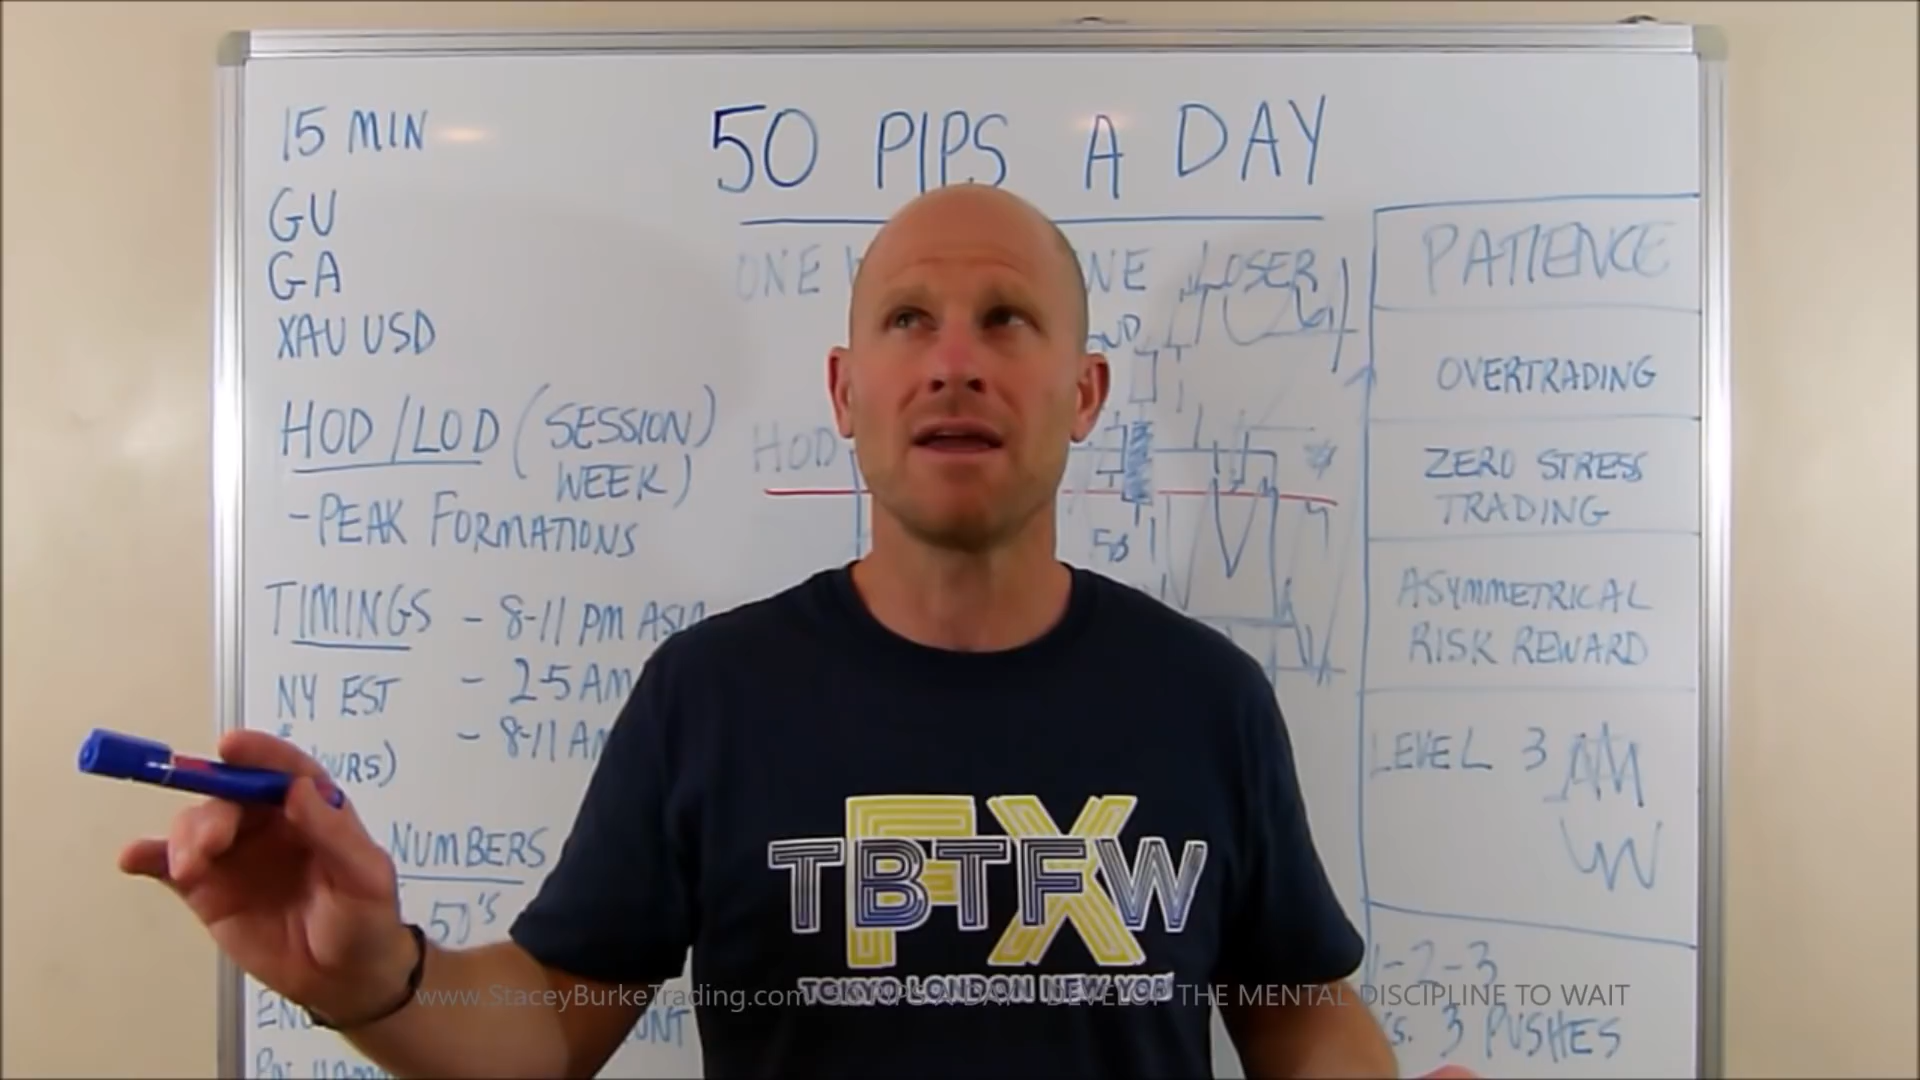 50 PIPS A DAY
15 MIN
GU
GA
XAU USD
HOD / LOD (SESSION)
WEEK)
- PEAK FORMATIONS
TIMINGS - 8-11 PM ASIA
NY EST - 2-5 AM
- 8-11 AM
NUMBERS
50'S
ONE
LOSER
HOD
PATIENCE
OVERTRADING
ZERO STRESS
TRADING
ASYMMETRICAL
RISK REWARD
LEVEL 3
1-2-3
3 PUSHES
FX
TBTFW
TOKYO LONDON NEW YORK
www.StaceyBurkeTrading.com
DEVELOP THE MENTAL DISCIPLINE TO WAIT